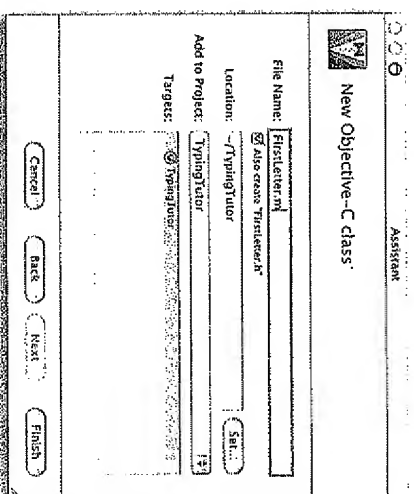 Assistant
New Objective-C class
File Name: FirstLetter.m
Also create "FirstLetter.h"
Location: ~/TypingTutor
Set...
Add to Project: TypingTutor
Targets: TypingTutor
Cancel
Back
Next
Finish